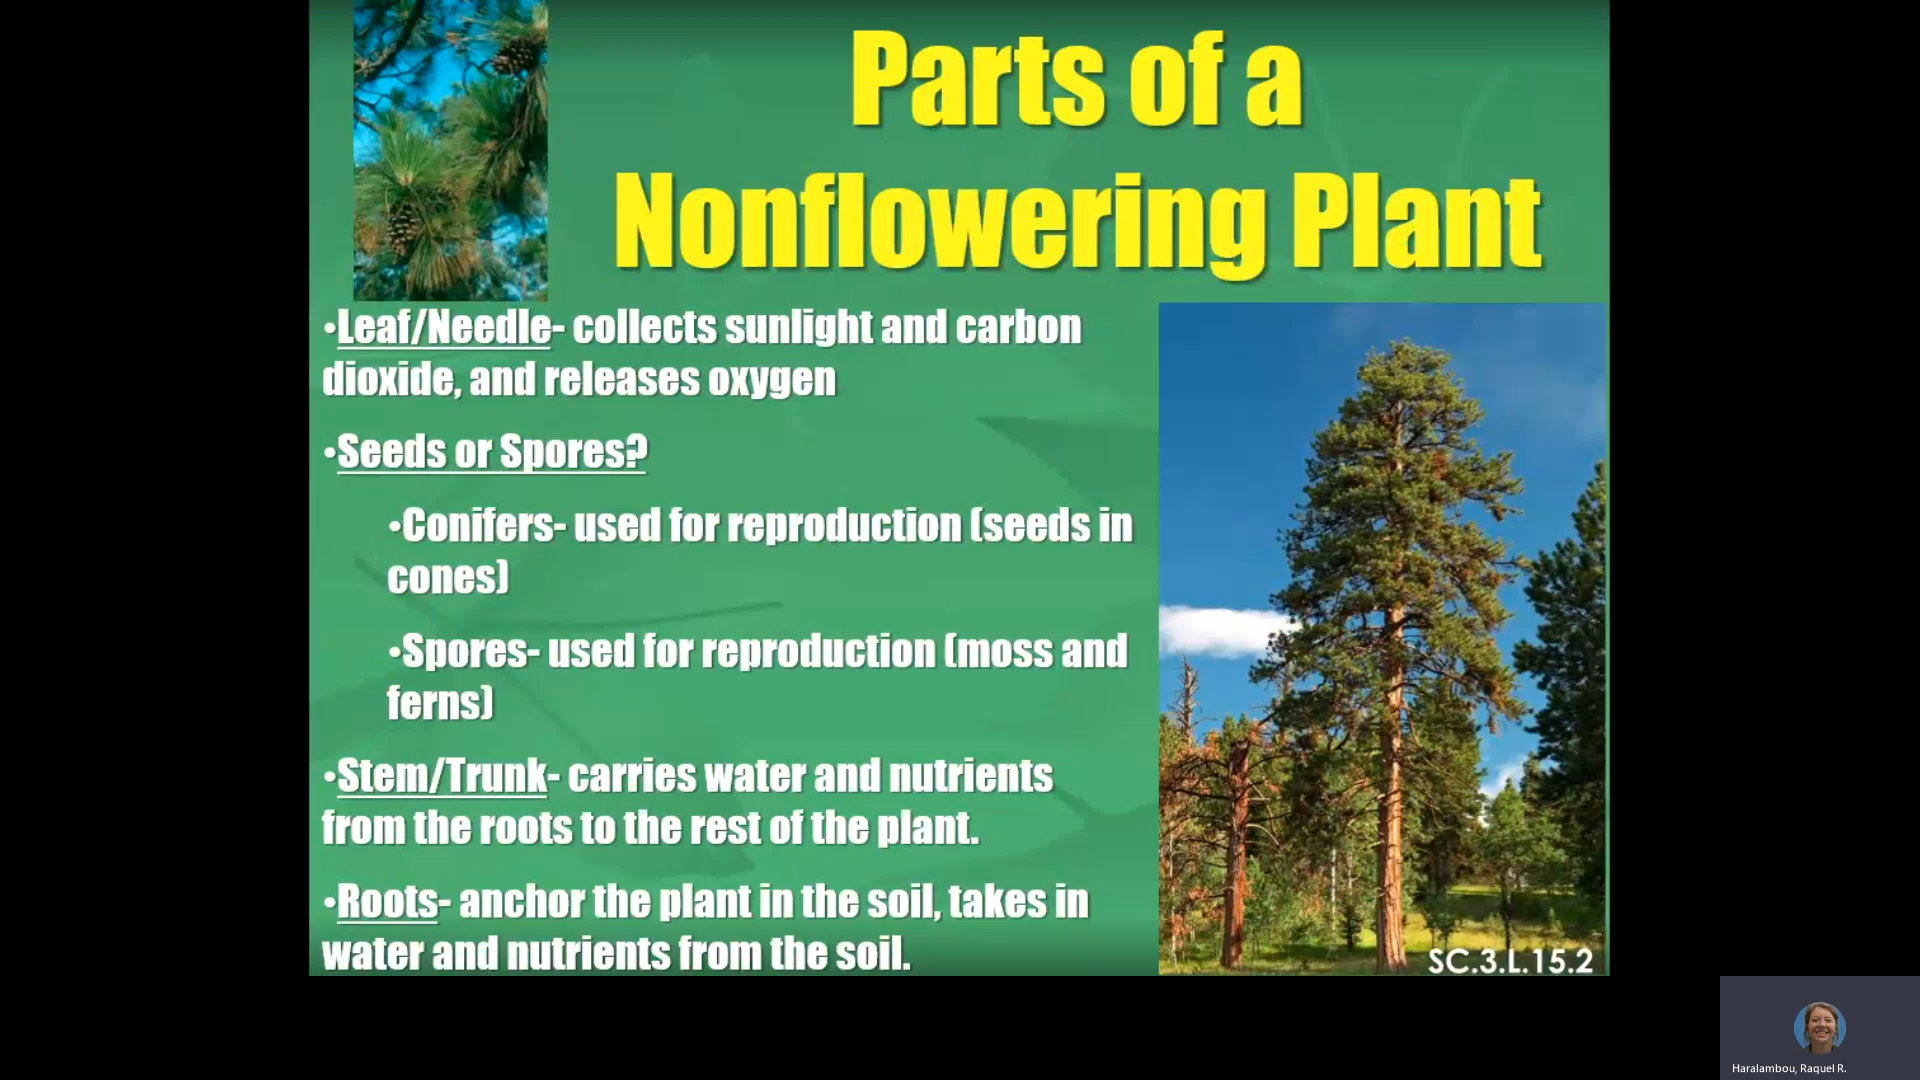 Parts of a
Nonflowering Plant
•Leaf/Needle- collects sunlight and carbon
dioxide, and releases oxygen
•Seeds or Spores?
•Conifers- used for reproduction (seeds in
cones)
•Spores- used for reproduction (moss and
ferns)
•Stem/Trunk- carries water and nutrients
from the roots to the rest of the plant.
•Roots- anchor the plant in the soil, takes in
water and nutrients from the soil.
SC.3.L.15.2
Haralambou, Raquel R.